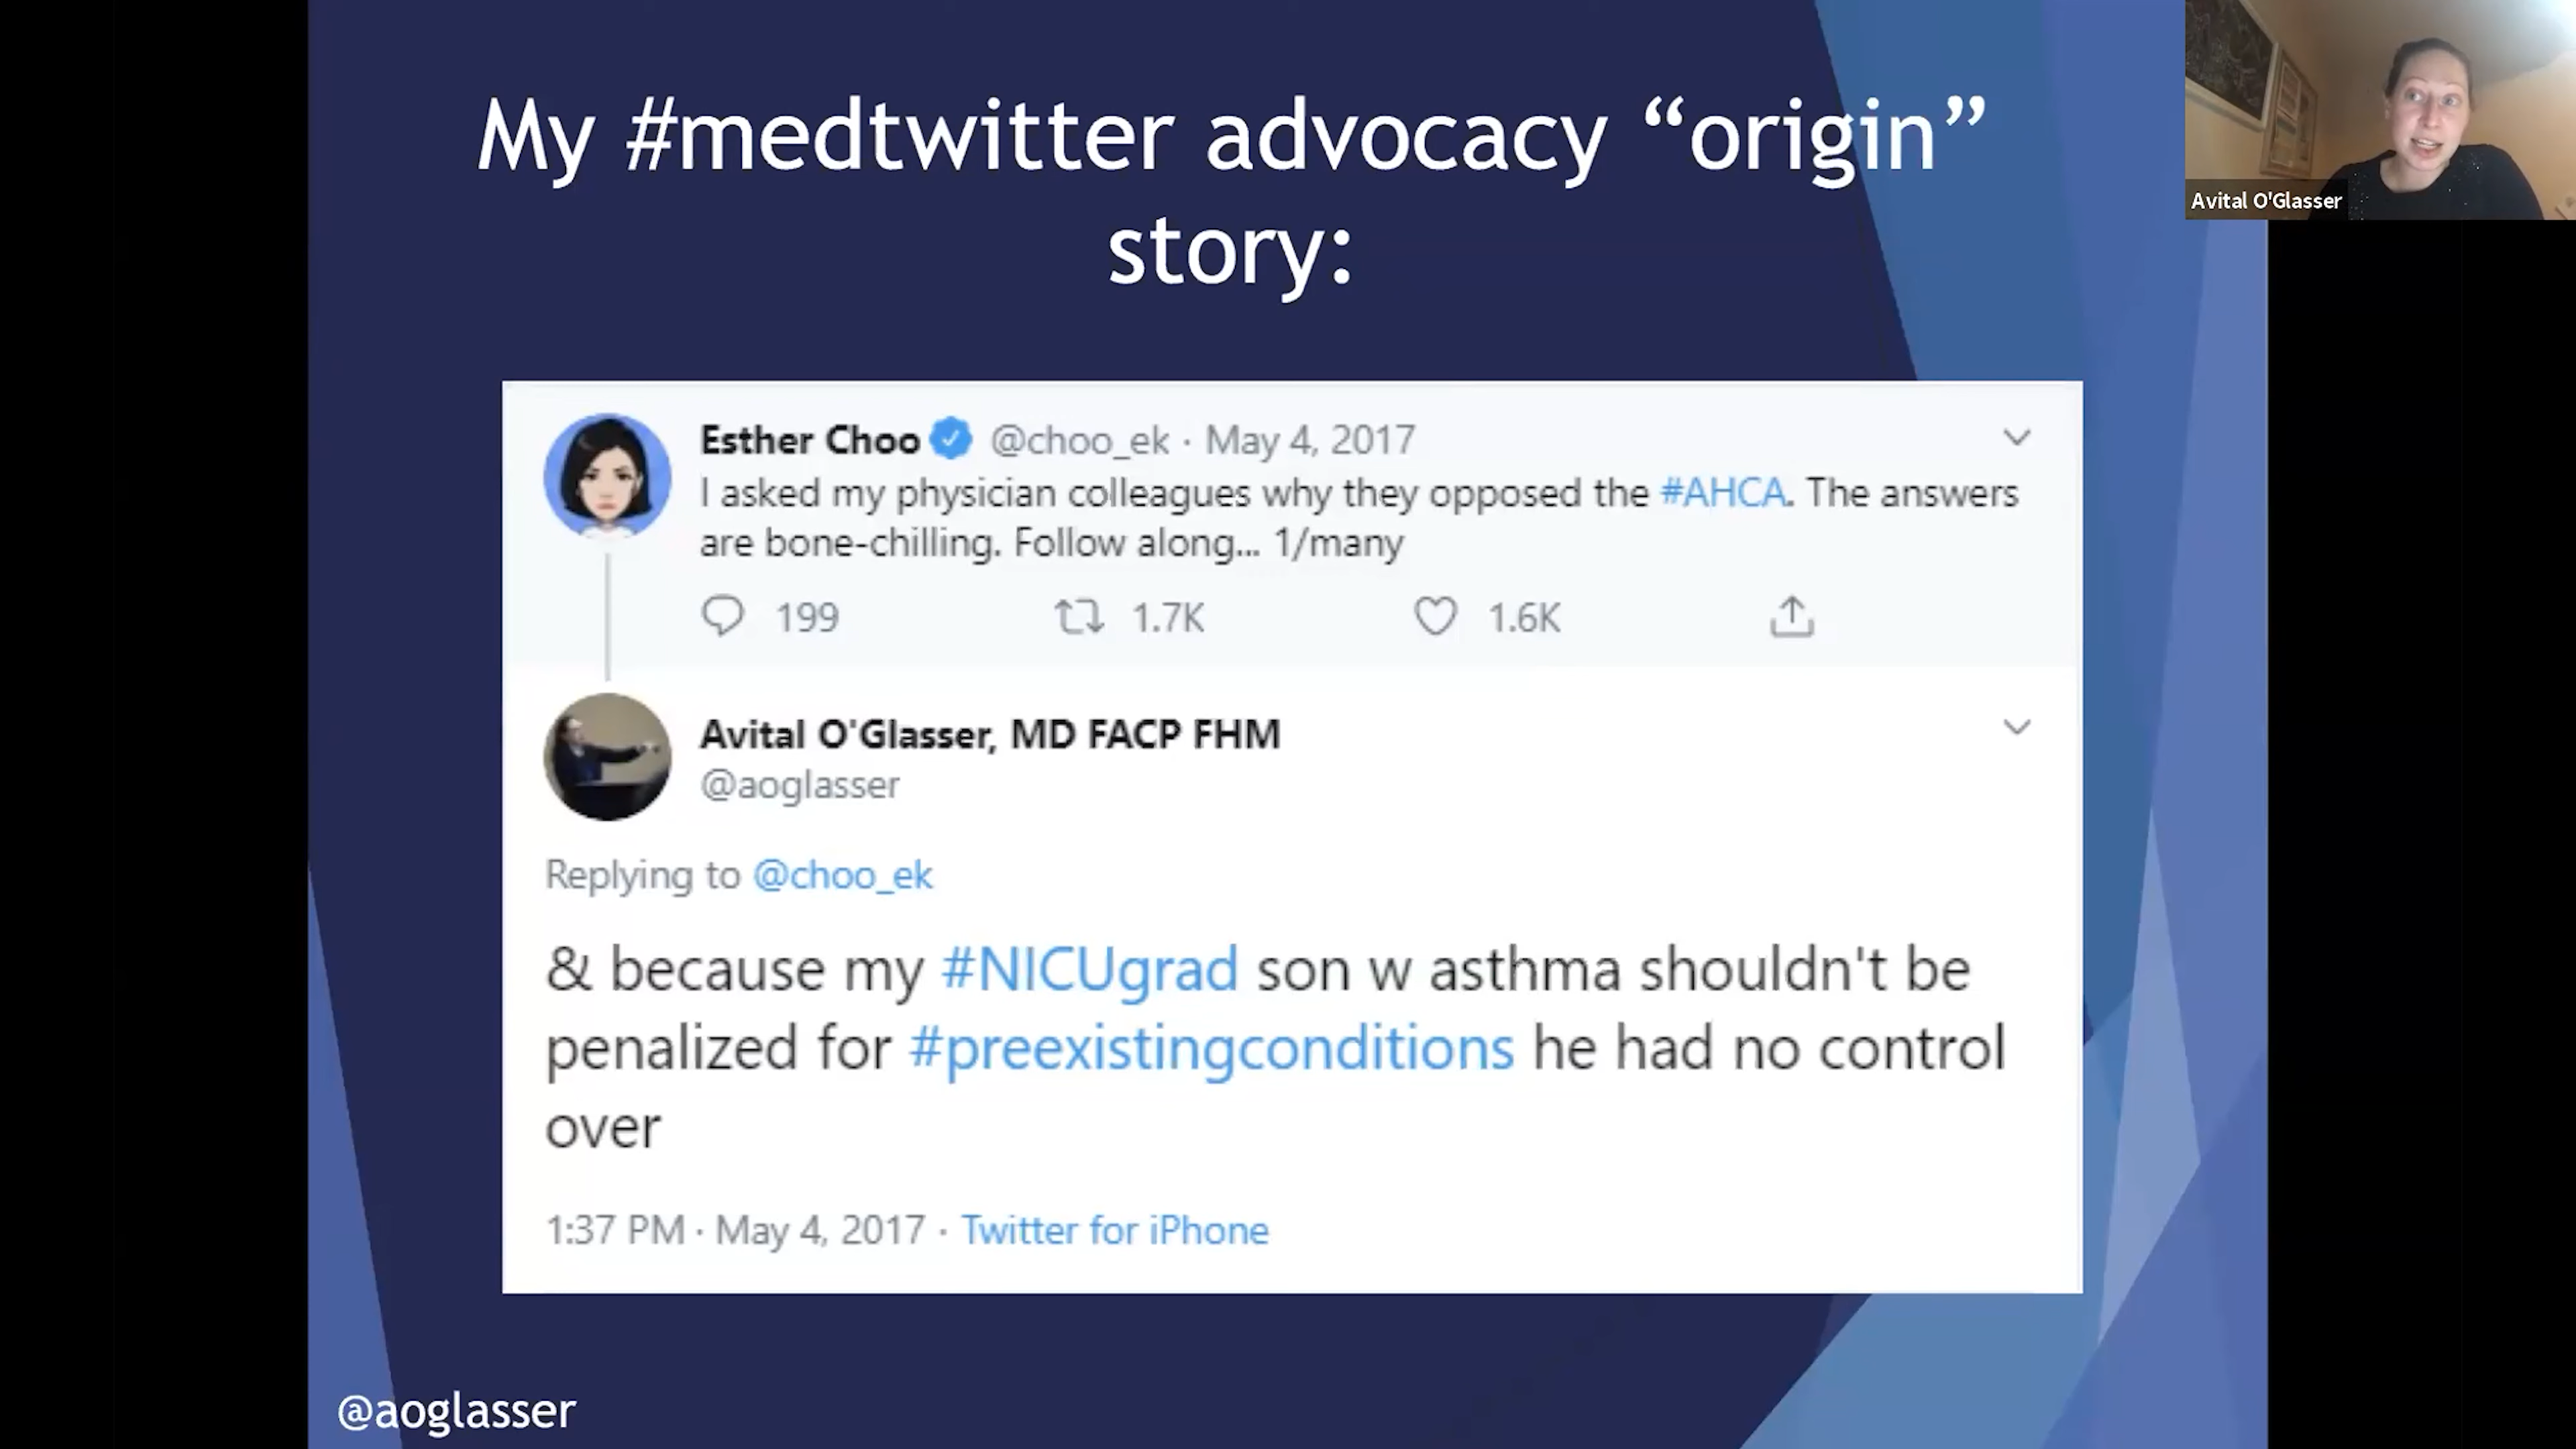 My #medtwitter advocacy “origin”
story:
Avital O'Glasser
Esther Choo @choo_ek · May 4, 2017
I asked my physician colleagues why they opposed the #AHCA. The answers
are bone-chilling. Follow along... 1/many
199 1.7K 1.6K
Avital O'Glasser, MD FACP FHM
@aoglasser
Replying to @choo_ek
& because my #NICUgrad son w asthma shouldn't be
penalized for #preexistingconditions he had no control
over
1:37 PM · May 4, 2017 · Twitter for iPhone
@aoglasser